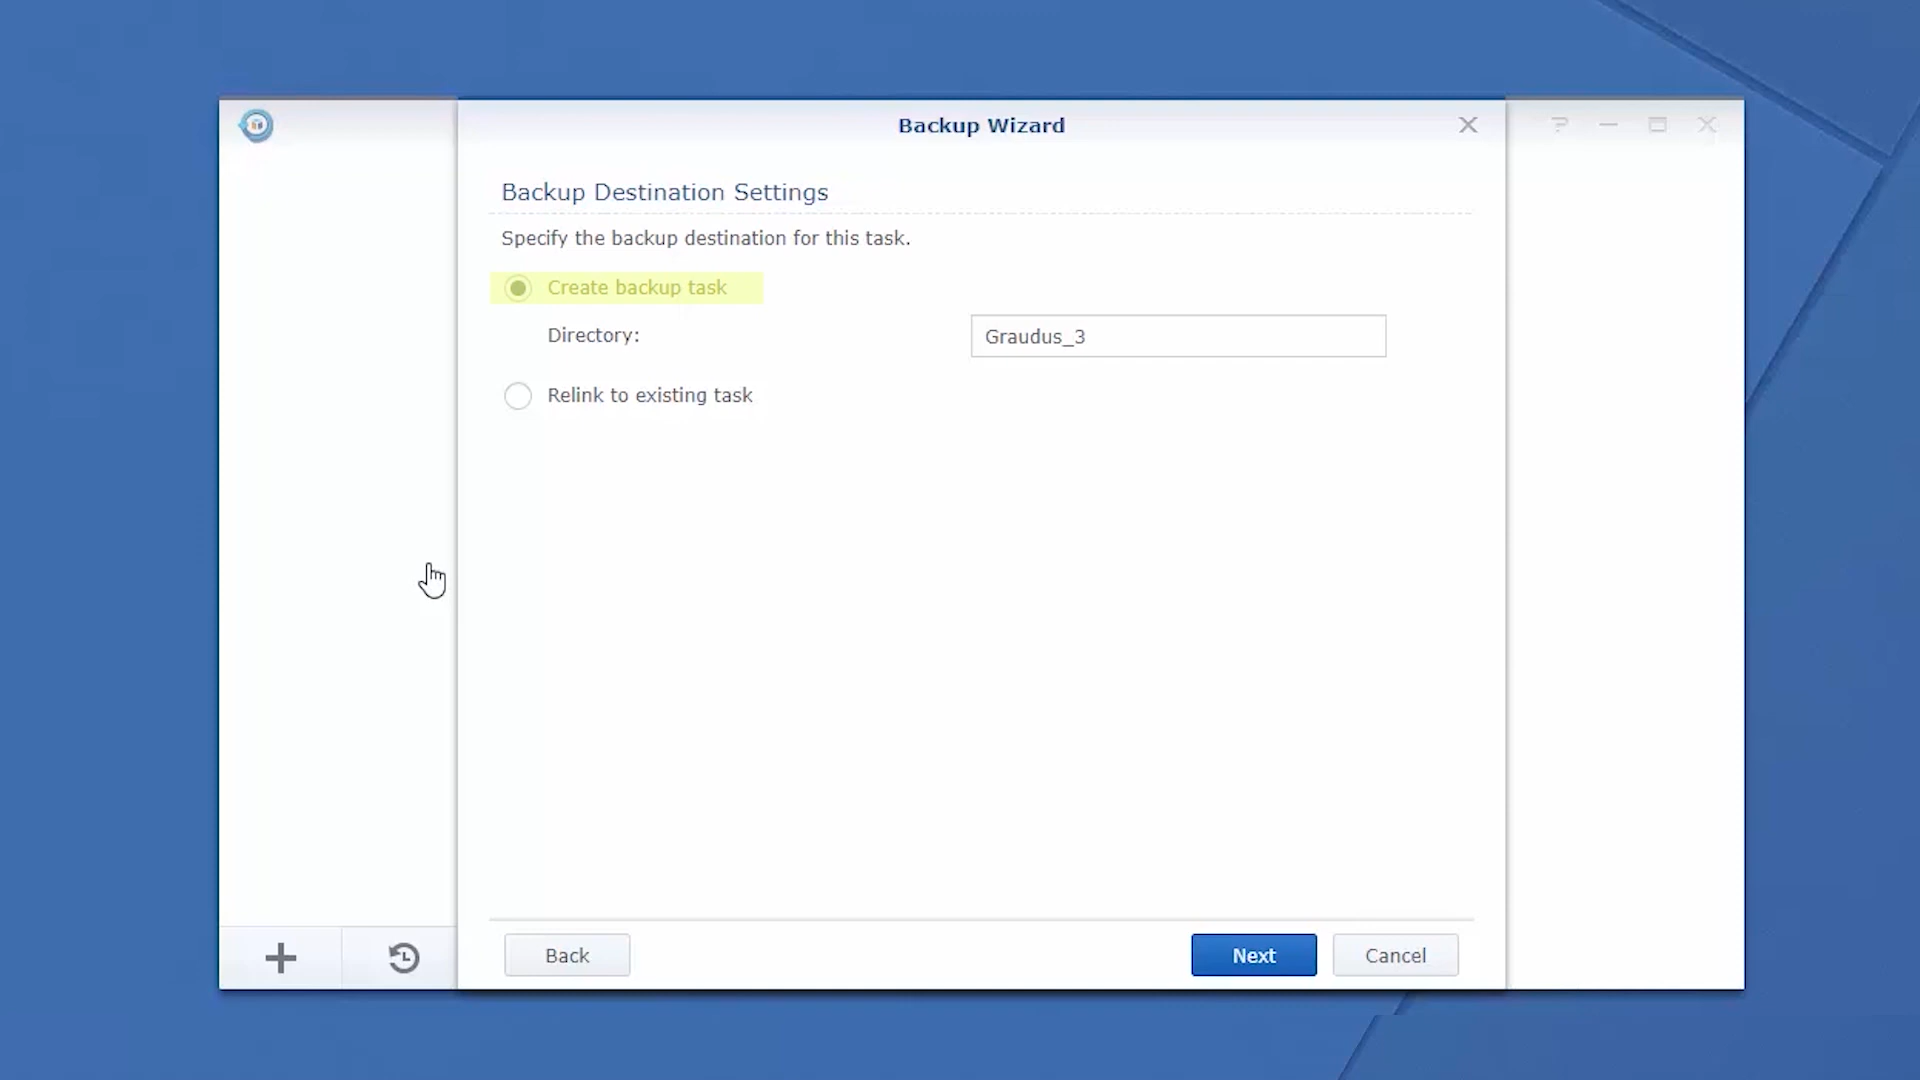 Backup Wizard
Backup Destination Settings
Specify the backup destination for this task.
Create backup task
Directory:
Graudus_3
Relink to existing task
Back
Next
Cancel